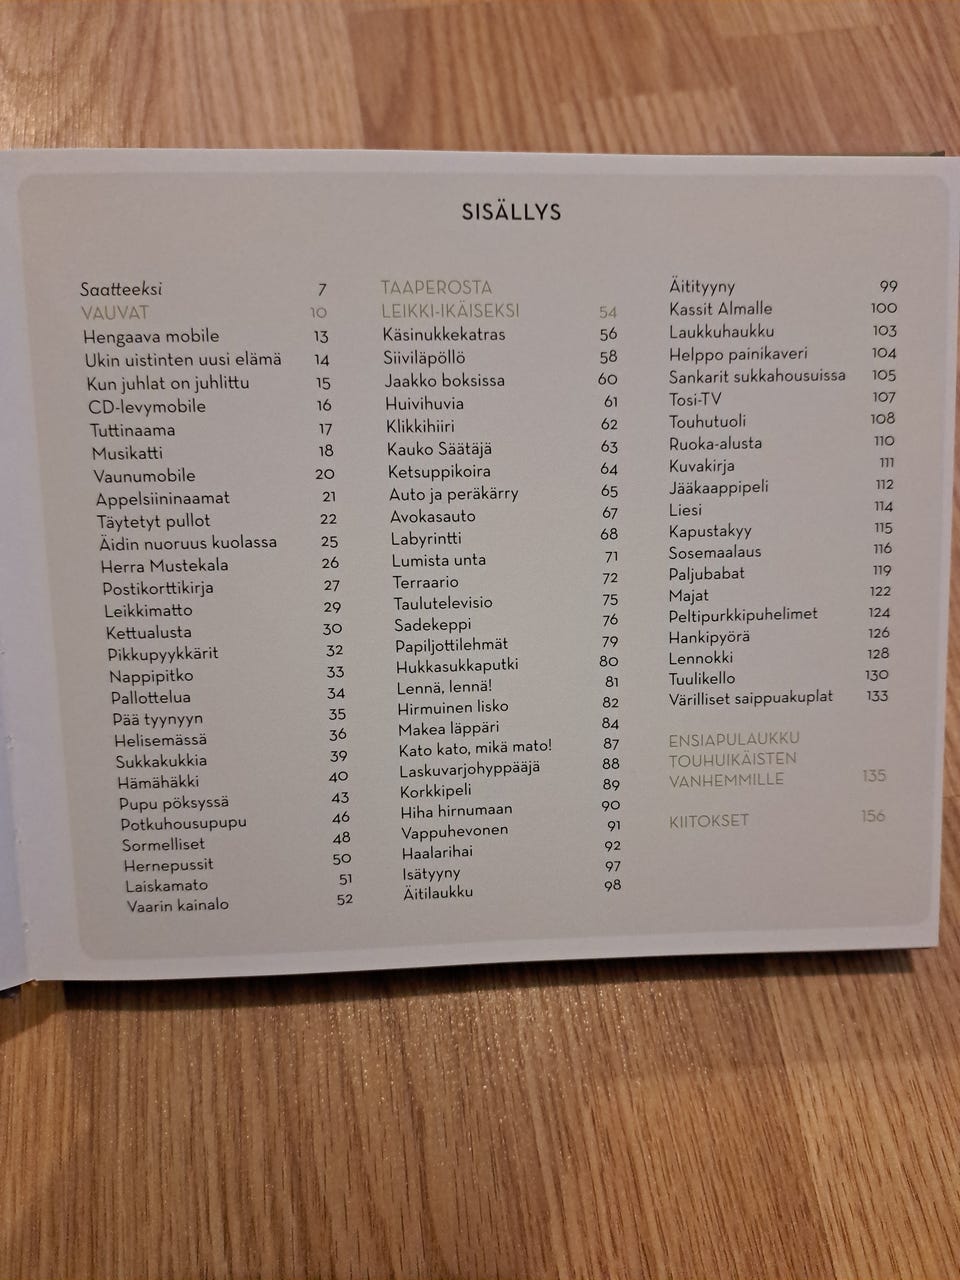 SISÄLLYS
Saatteeksi 7
VAUVAT 10
Hengaava mobile 13
Ukin uistinten uusi elämä 14
Kun juhlat on juhlittu 15
CD-levymobile 16
Tuttinaama 17
Musikatti 18
Vaunumobile 20
Appelsiininaamat 21
Täytetyt pullot 22
Äidin nuoruus kuolassa 25
Herra Mustekala 26
Postikorttikirja 27
Leikkimatto 29
Kettualusta 30
Pikkupyykkärit 32
Nappipitko 33
Pallottelua 34
Pää tyynyyn 35
Helisemässä 36
Sukkakukkia 39
Hämähäkki 40
Pupu pöksyssä 43
Potkuhousupupu 46
Sormelliset 48
Hernepussit 50
Laiskamato 51
Vaarin kainalo 52
TAAPEROSTA
LEIKKI-IKÄISEKSI 54
Käsinukkekatras 56
Siiviläpöllö 58
Jaakko boksissa 60
Huivihuvia 61
Klikkihiiri 62
Kauko Säätäjä 63
Ketsuppikoira 64
Auto ja peräkärry 65
Avokasauto 67
Labyrintti 68
Lumista unta 71
Terraario 72
Taulutelevisio 75
Sadekeppi 76
Papiljottilehmät 79
Hukkasukkaputki 80
Lennä, lennä! 81
Hirmuinen lisko 82
Makea läppäri 84
Kato kato, mikä mato! 87
Laskuvarjohyppääjä 88
Korkkipeli 89
Hiha hirnumaan 90
Vappuhevonen 91
Haalarihai 92
Isätyyny 97
Äitilaukku 98
Äitityyny 99
Kassit Almalle 100
Laukkuhaukku 103
Helppo painikaveri 104
Sankarit sukkahousuissa 105
Tosi-TV 107
Touhutuoli 108
Ruoka-alusta 110
Kuvakirja 111
Jääkaappipeli 112
Liesi 114
Kapustakyy 115
Sosemaalaus 116
Paljubabat 119
Majat 122
Peltipurkkipuhelimet 124
Hankipyörä 126
Lennokki 128
Tuulikello 130
Värilliset saippuakuplat 133
ENSIAPULAUKKU
TOUHUIKÄISTEN
VANHEMMILLE 135
KIITOKSET 156